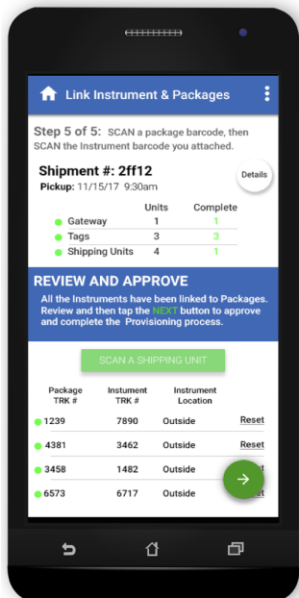 Link Instrument & Packages
Step 5 of 5: SCAN a package barcode, then
SCAN the Instrument barcode you attached.
Shipment #: 2ff12
Details
Pickup: 11/15/17 9:30am
Units Complete
Gateway 1 1
Tags 3 3
Shipping Units 4 1
REVIEW AND APPROVE
All the Instruments have been linked to Packages.
Review and then tap the NEXT button to approve
and complete the Provisioning process.
SCAN A SHIPPING UNIT
Package Instument Instrument
TRK # TRK # Location
1239 7890 Outside Reset
4381 3462 Outside Reset
3458 1482 Outside
6573 6717 Outside